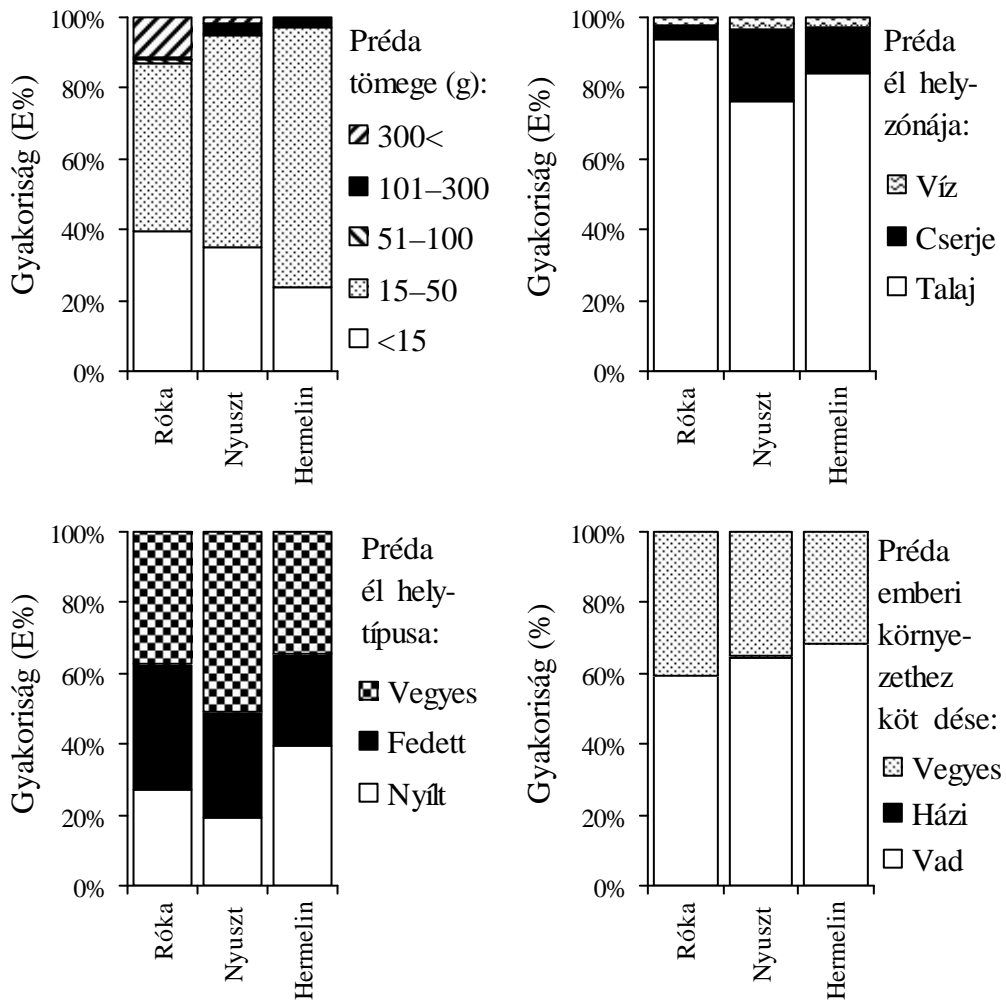 Gyakoriság (E%)
100%
80%
60%
40%
20%
0%
Róka
Nyuszt
Hermelin
Préda
tömege (g):
300<
101–300
51–100
15–50
<15
Gyakoriság (E%)
100%
80%
60%
40%
20%
0%
Róka
Nyuszt
Hermelin
Préda
él hely-
zónája:
Víz
Cserje
Talaj
Gyakoriság (E%)
100%
80%
60%
40%
20%
0%
Róka
Nyuszt
Hermelin
Préda
él hely-
típusa:
Vegyes
Fedett
Nyílt
Gyakoriság (%)
100%
80%
60%
40%
20%
0%
Róka
Nyuszt
Hermelin
Préda
emberi
környe-
zethez
köt dése:
Vegyes
Házi
Vad